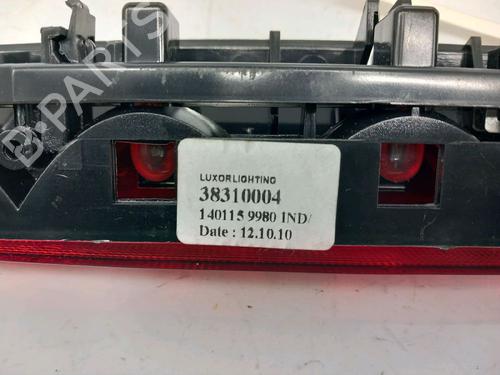 B-PARTS
LUXORLIGHTING
38310004
140115 9980 IND/
Date : 12.10.10